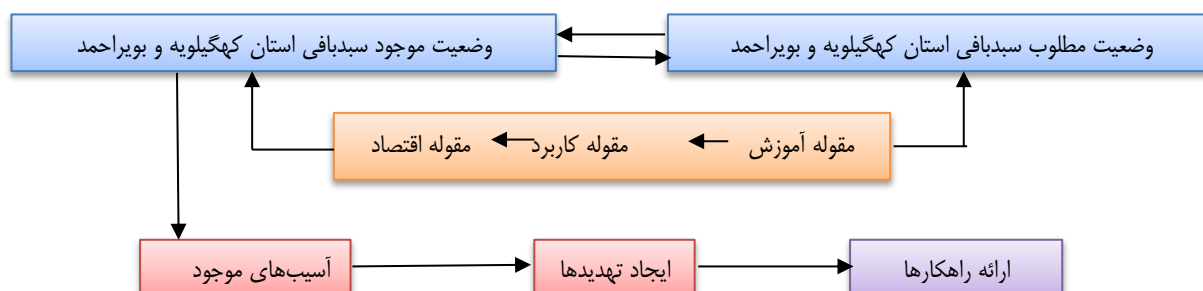 وضعیت مطلوب سبدبافی استان کهگیلویه و بویراحمد
وضعیت موجود سبدبافی استان کهگیلویه و بویراحمد
مقوله آموزش
مقوله کاربرد
مقوله اقتصاد
آسیب‌های موجود
ایجاد تهدیدها
ارائه راهکارها